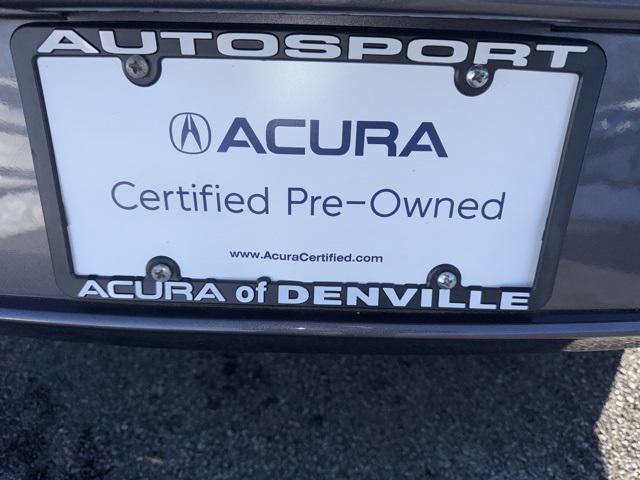 AUTOSPORT
ACURA
Certified Pre-Owned
www.AcuraCertified.com
ACURA of DENVILLE